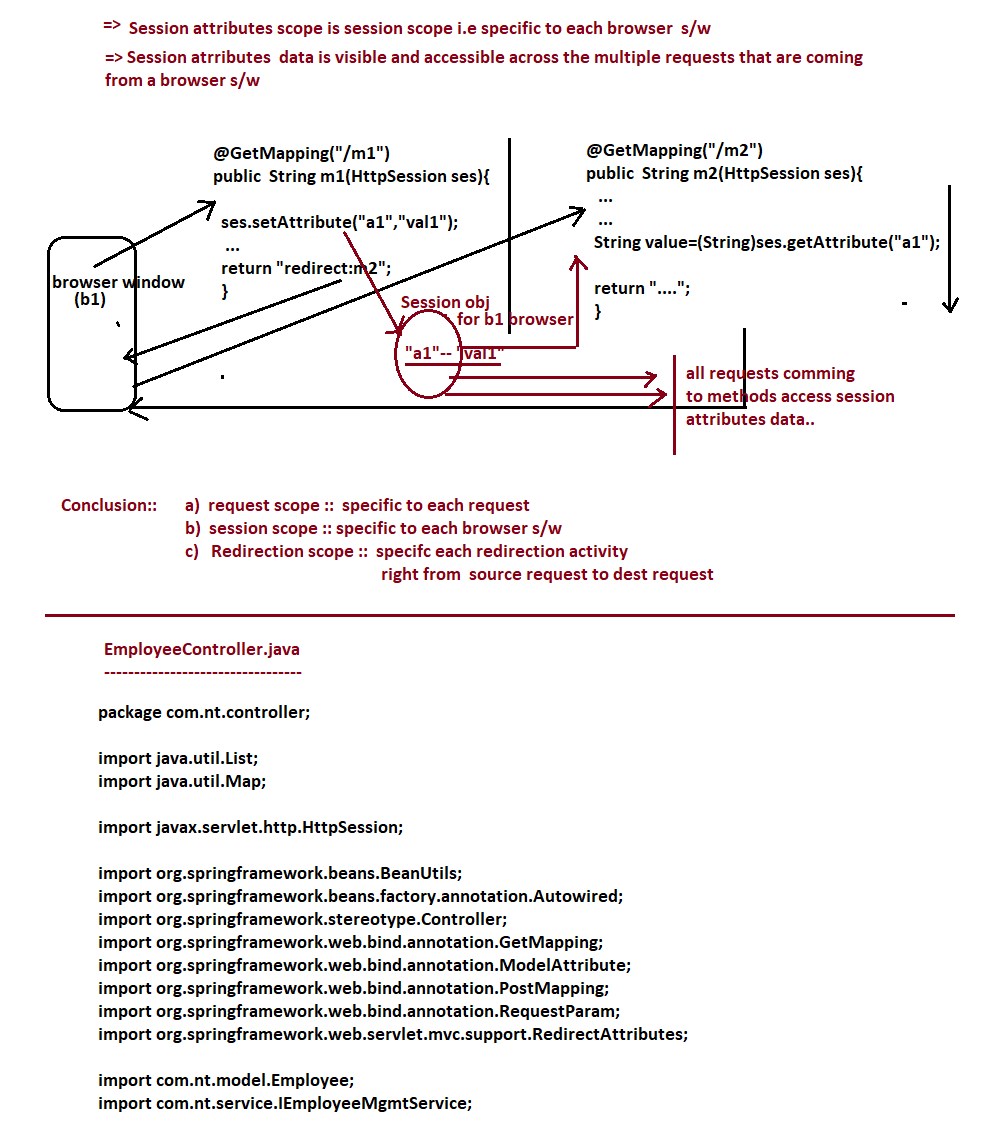 => Session attributes scope is session scope i.e specific to each browser s/w
=> Session atrributes data is visible and accessible across the multiple requests that are coming
from a browser s/w
@GetMapping("/m1")
public String m1(HttpSession ses){
ses.setAttribute("a1","val1");
...
return "redirect:m2";
}
@GetMapping("/m2")
public String m2(HttpSession ses){
...
...
String value=(String)ses.getAttribute("a1");
return "....";
}
browser window
(b1)
Session obj
for b1 browser
"a1"-- "val1"
all requests comming
to methods access session
attributes data..
Conclusion:: a) request scope :: specific to each request
b) session scope :: specific to each browser s/w
c) Redirection scope :: specifc each redirection activity
right from source request to dest request
EmployeeController.java
---------------------------------
package com.nt.controller;
import java.util.List;
import java.util.Map;
import javax.servlet.http.HttpSession;
import org.springframework.beans.BeanUtils;
import org.springframework.beans.factory.annotation.Autowired;
import org.springframework.stereotype.Controller;
import org.springframework.web.bind.annotation.GetMapping;
import org.springframework.web.bind.annotation.ModelAttribute;
import org.springframework.web.bind.annotation.PostMapping;
import org.springframework.web.bind.annotation.RequestParam;
import org.springframework.web.servlet.mvc.support.RedirectAttributes;
import com.nt.model.Employee;
import com.nt.service.IEmployeeMgmtService;